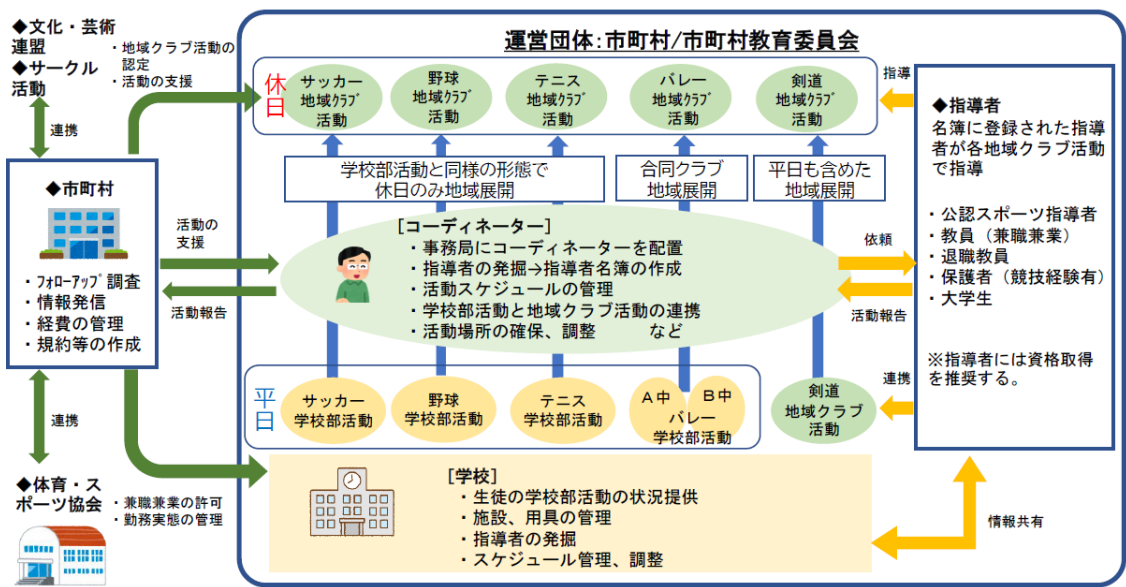 ◆文化・芸術
連盟
◆サークル
活動
・地域クラブ活動の
認定
・活動の支援
連携
◆市町村
・ﾌｫﾛｰｱｯﾌﾟ調査
・情報発信
・経費の管理
・規約等の作成
連携
◆体育・ス
ポーツ協会
・兼職兼業の許可
・勤務実態の管理
活動の
支援
活動報告
運営団体：市町村/市町村教育委員会
休
日
サッカー
地域ｸﾗﾌﾞ
活動
野球
地域ｸﾗﾌﾞ
活動
テニス
地域ｸﾗﾌﾞ
活動
バレー
地域ｸﾗﾌﾞ
活動
剣道
地域ｸﾗﾌﾞ
活動
学校部活動と同様の形態で
休日のみ地域展開
合同クラブ
地域展開
平日も含めた
地域展開
［コーディネーター］
・事務局にコーディネーターを配置
・指導者の発掘→指導者名簿の作成
・活動スケジュールの管理
・学校部活動と地域クラブ活動の連携
・活動場所の確保、調整　　　など
平
日
サッカー
学校部活動
野球
学校部活動
テニス
学校部活動
Ａ中　Ｂ中
バレー
学校部活動
剣道
地域クラブ
活動
［学校］
・生徒の学校部活動の状況提供
・施設、用具の管理
・指導者の発掘
・スケジュール管理、調整
指導
依頼
活動報告
連携
情報共有
◆指導者
名簿に登録された指導
者が各地域クラブ活動
で指導
・公認スポーツ指導者
・教員（兼職兼業）
・退職教員
・保護者（競技経験有）
・大学生
※指導者には資格取得
を推奨する。